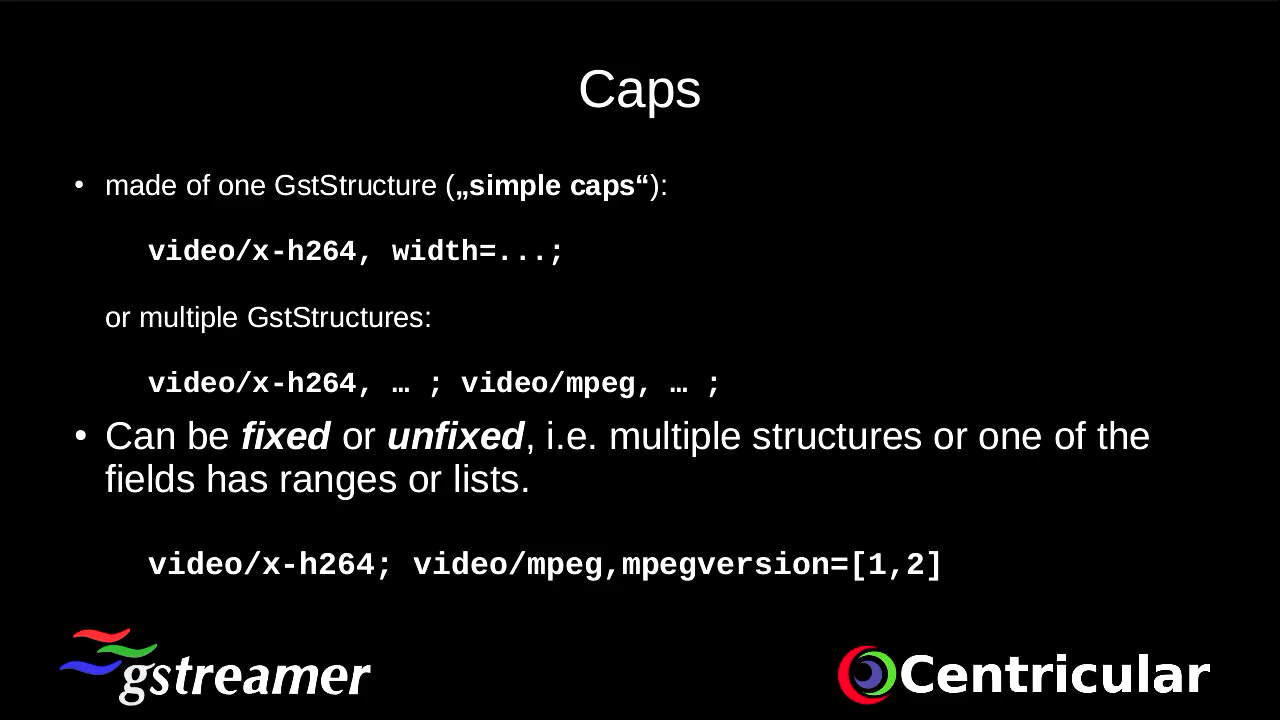 Caps
• made of one GstStructure („simple caps“):
video/x-h264, width=...;
or multiple GstStructures:
video/x-h264, … ; video/mpeg, … ;
• Can be fixed or unfixed, i.e. multiple structures or one of the
fields has ranges or lists.
video/x-h264; video/mpeg,mpegversion=[1,2]
gstreamer
Centricular